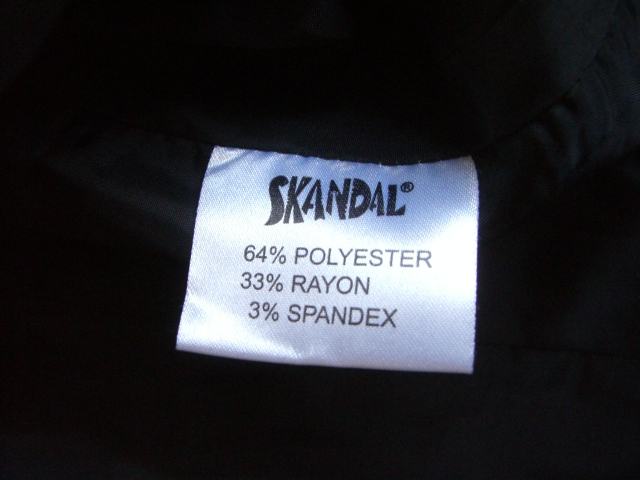 SKANDAL®
64% POLYESTER
33% RAYON
3% SPANDEX